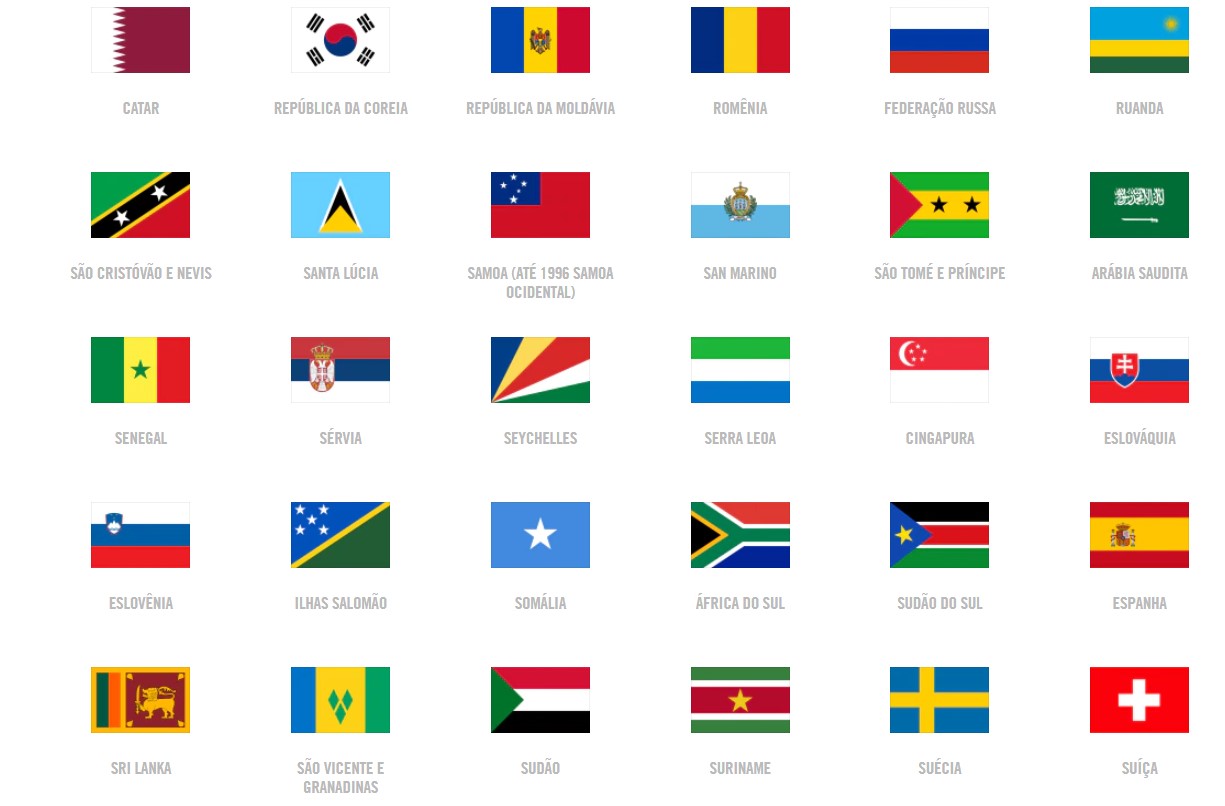 CATAR
REPÚBLICA DA COREIA
REPÚBLICA DA MOLDÁVIA
ROMÊNIA
FEDERAÇÃO RUSSA
RUANDA
SÃO CRISTÓVÃO E NEVIS
SANTA LÚCIA
SAMOA (ATÉ 1996 SAMOA
OCIDENTAL)
SAN MARINO
SÃO TOMÉ E PRÍNCIPE
ARÁBIA SAUDITA
SENEGAL
SÉRVIA
SEYCHELLES
SERRA LEOA
CINGAPURA
ESLOVÁQUIA
ESLOVÊNIA
ILHAS SALOMÃO
SOMÁLIA
ÁFRICA DO SUL
SUDÃO DO SUL
ESPANHA
SRI LANKA
SÃO VICENTE E
GRANADINAS
SUDÃO
SURINAME
SUÉCIA
SUÍÇA